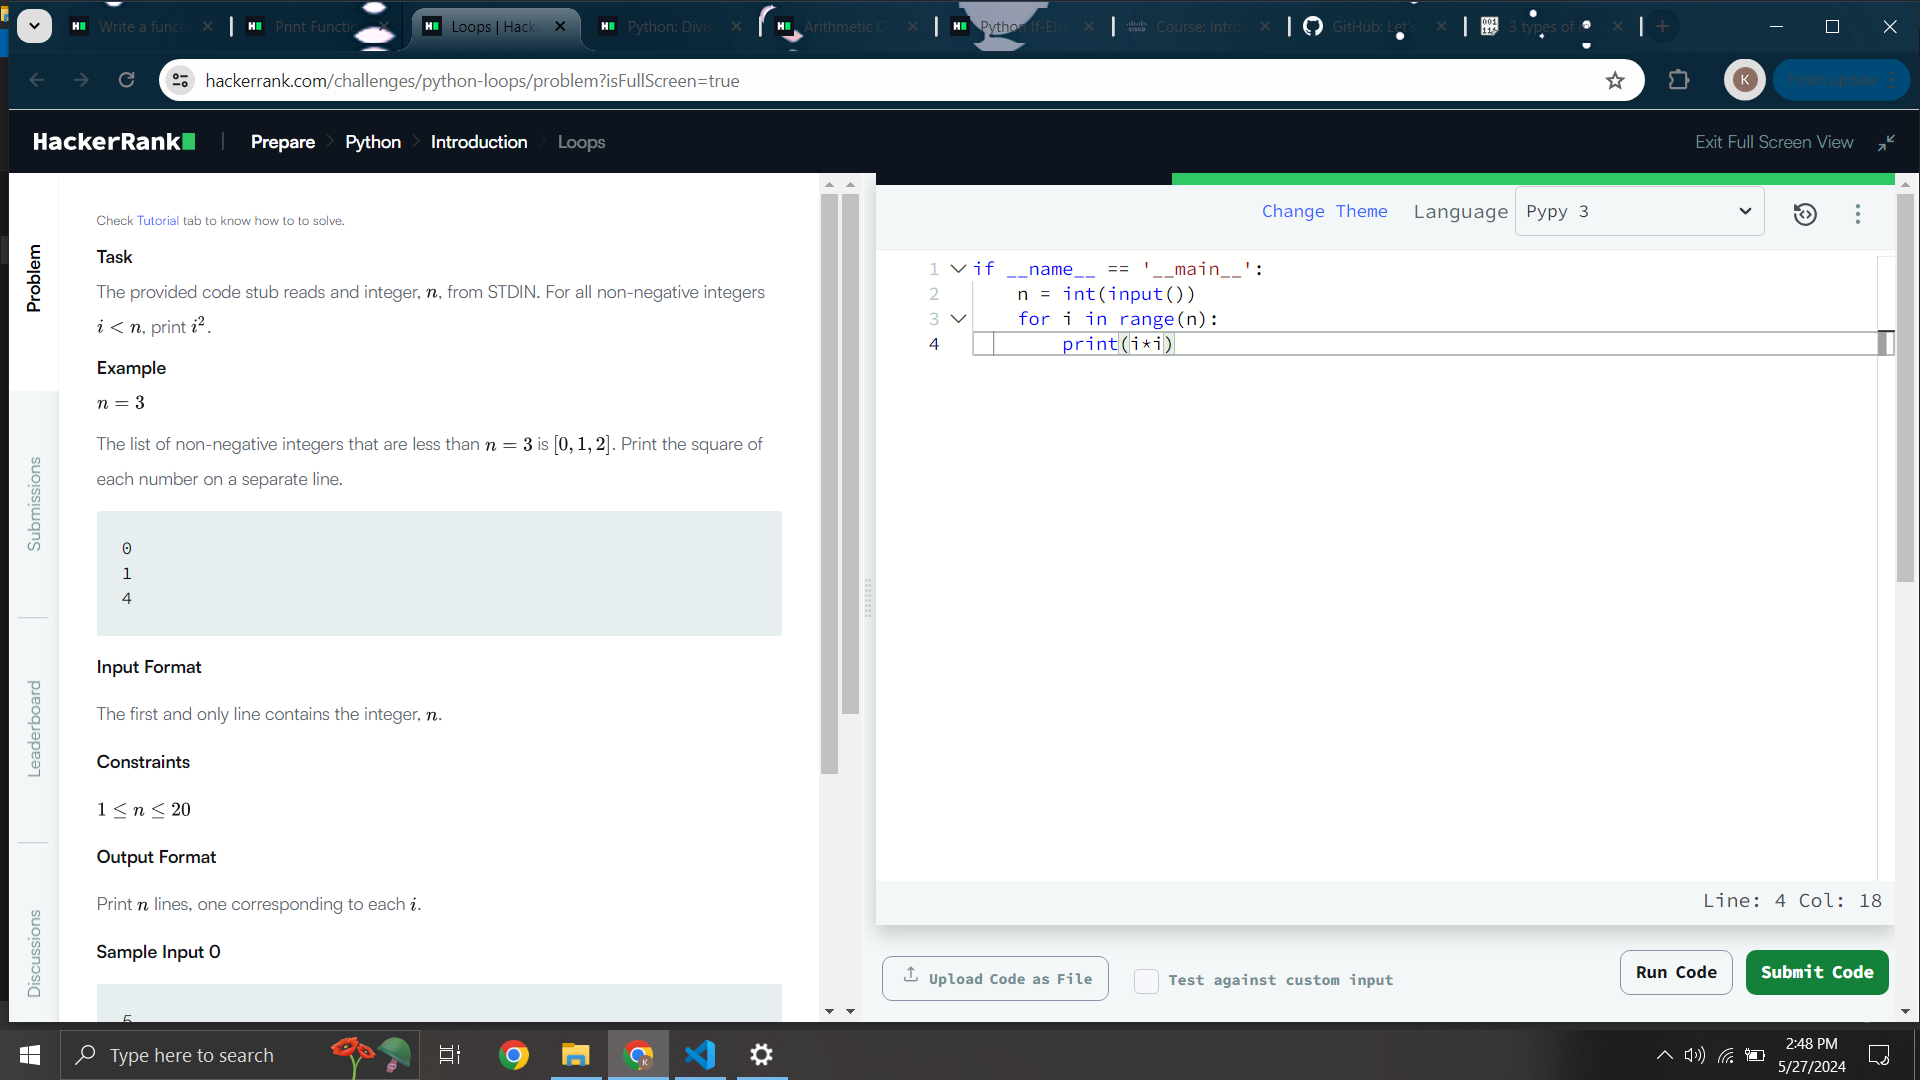 Write a funct
Print Functio
Loops | Hack
Python: Divis
Arithmetic O
Python If-Els
Course: Intro
GitHub: Let's
3 types of
hackerrank.com/challenges/python-loops/problem?isFullScreen=true
K
Finish update
HackerRank
Prepare
Python
Introduction
Loops
Exit Full Screen View
Problem
Submissions
Leaderboard
Discussions
Check Tutorial tab to know how to to solve.
Task
The provided code stub reads and integer, n, from STDIN. For all non-negative integers
i < n, print i².
Example
n = 3
The list of non-negative integers that are less than n = 3 is [0, 1, 2]. Print the square of
each number on a separate line.
0
1
4
Input Format
The first and only line contains the integer, n.
Constraints
1 ≤ n ≤ 20
Output Format
Print n lines, one corresponding to each i.
Sample Input 0
5
Change Theme
Language
Pypy 3
1 if __name__ == '__main__':
2 n = int(input())
3 for i in range(n):
4 print(i*i)
Line: 4 Col: 18
Upload Code as File
Test against custom input
Run Code
Submit Code
Type here to search
2:48 PM
5/27/2024